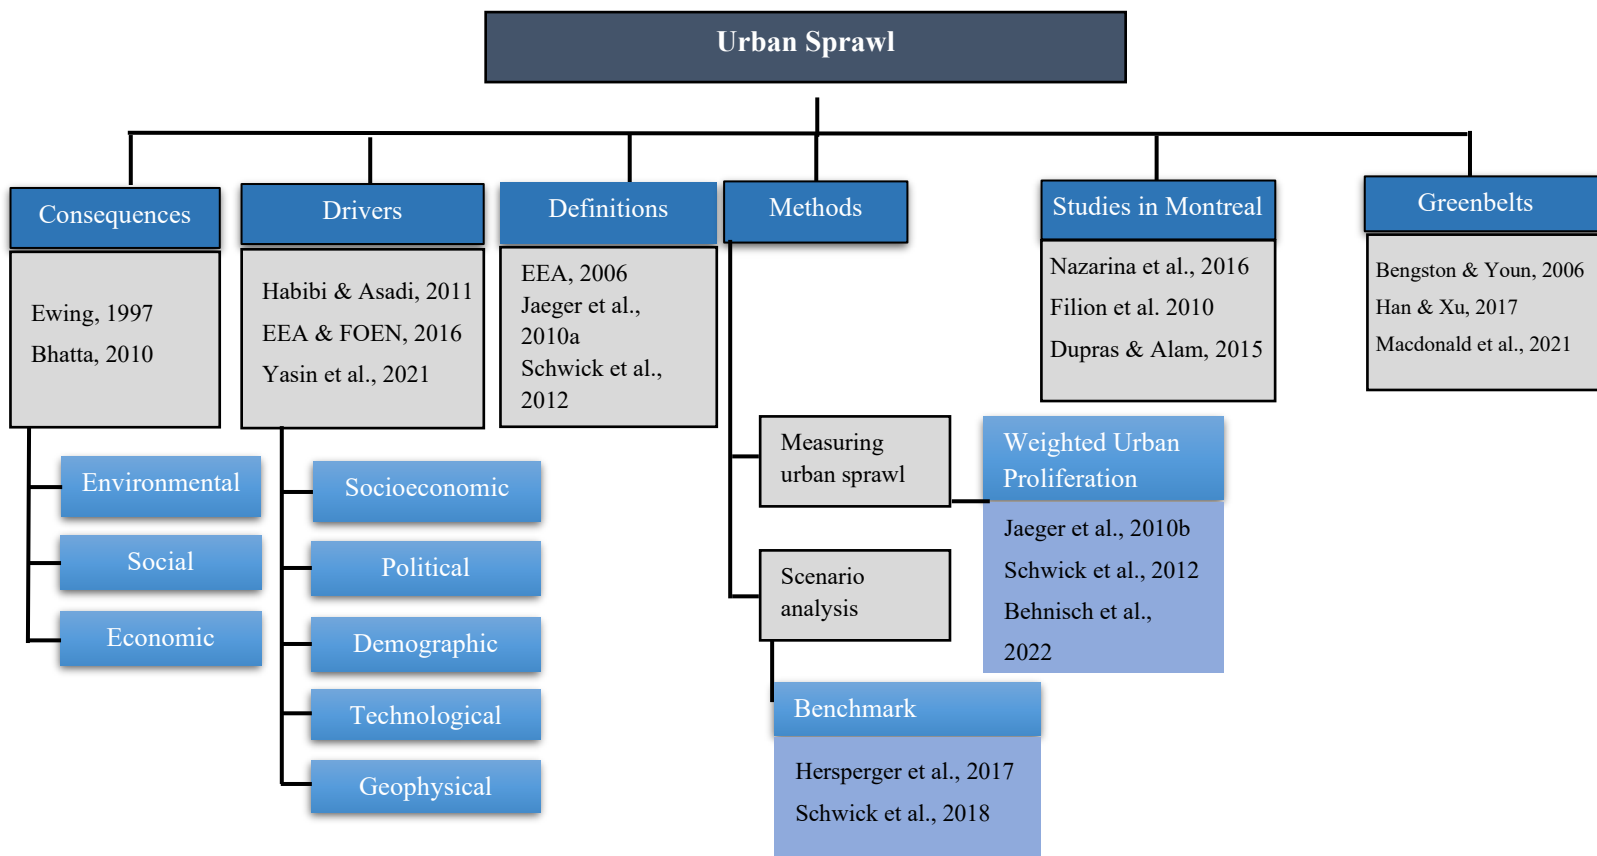 Urban Sprawl
Consequences
Ewing, 1997
Bhatta, 2010
Environmental
Social
Economic
Drivers
Habibi & Asadi, 2011
EEA & FOEN, 2016
Yasin et al., 2021
Socioeconomic
Political
Demographic
Technological
Geophysical
Definitions
EEA, 2006
Jaeger et al.,
2010a
Schwick et al.,
2012
Methods
Measuring
urban sprawl
Weighted Urban
Proliferation
Jaeger et al., 2010b
Schwick et al., 2012
Behnisch et al.,
2022
Scenario
analysis
Benchmark
Hersperger et al., 2017
Schwick et al., 2018
Studies in Montreal
Nazarina et al., 2016
Filion et al. 2010
Dupras & Alam, 2015
Greenbelts
Bengston & Youn, 2006
Han & Xu, 2017
Macdonald et al., 2021